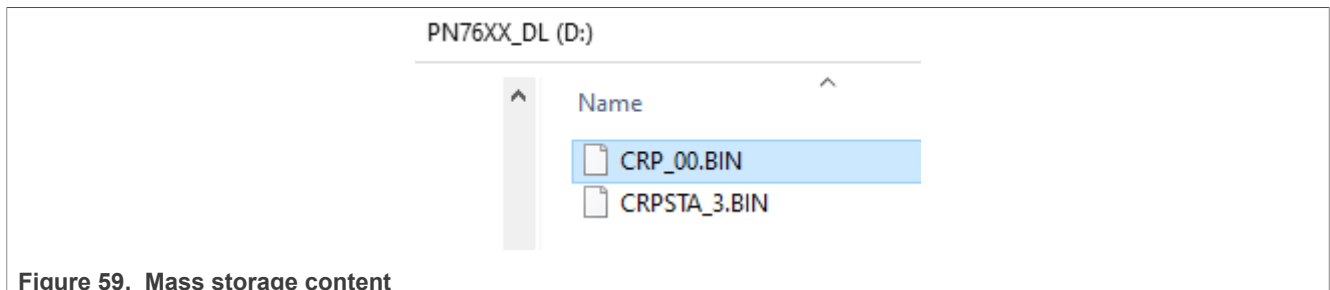 PN76XX_DL (D:)
Name
CRP_00.BIN
CRPSTA_3.BIN
Figure 59. Mass storage content